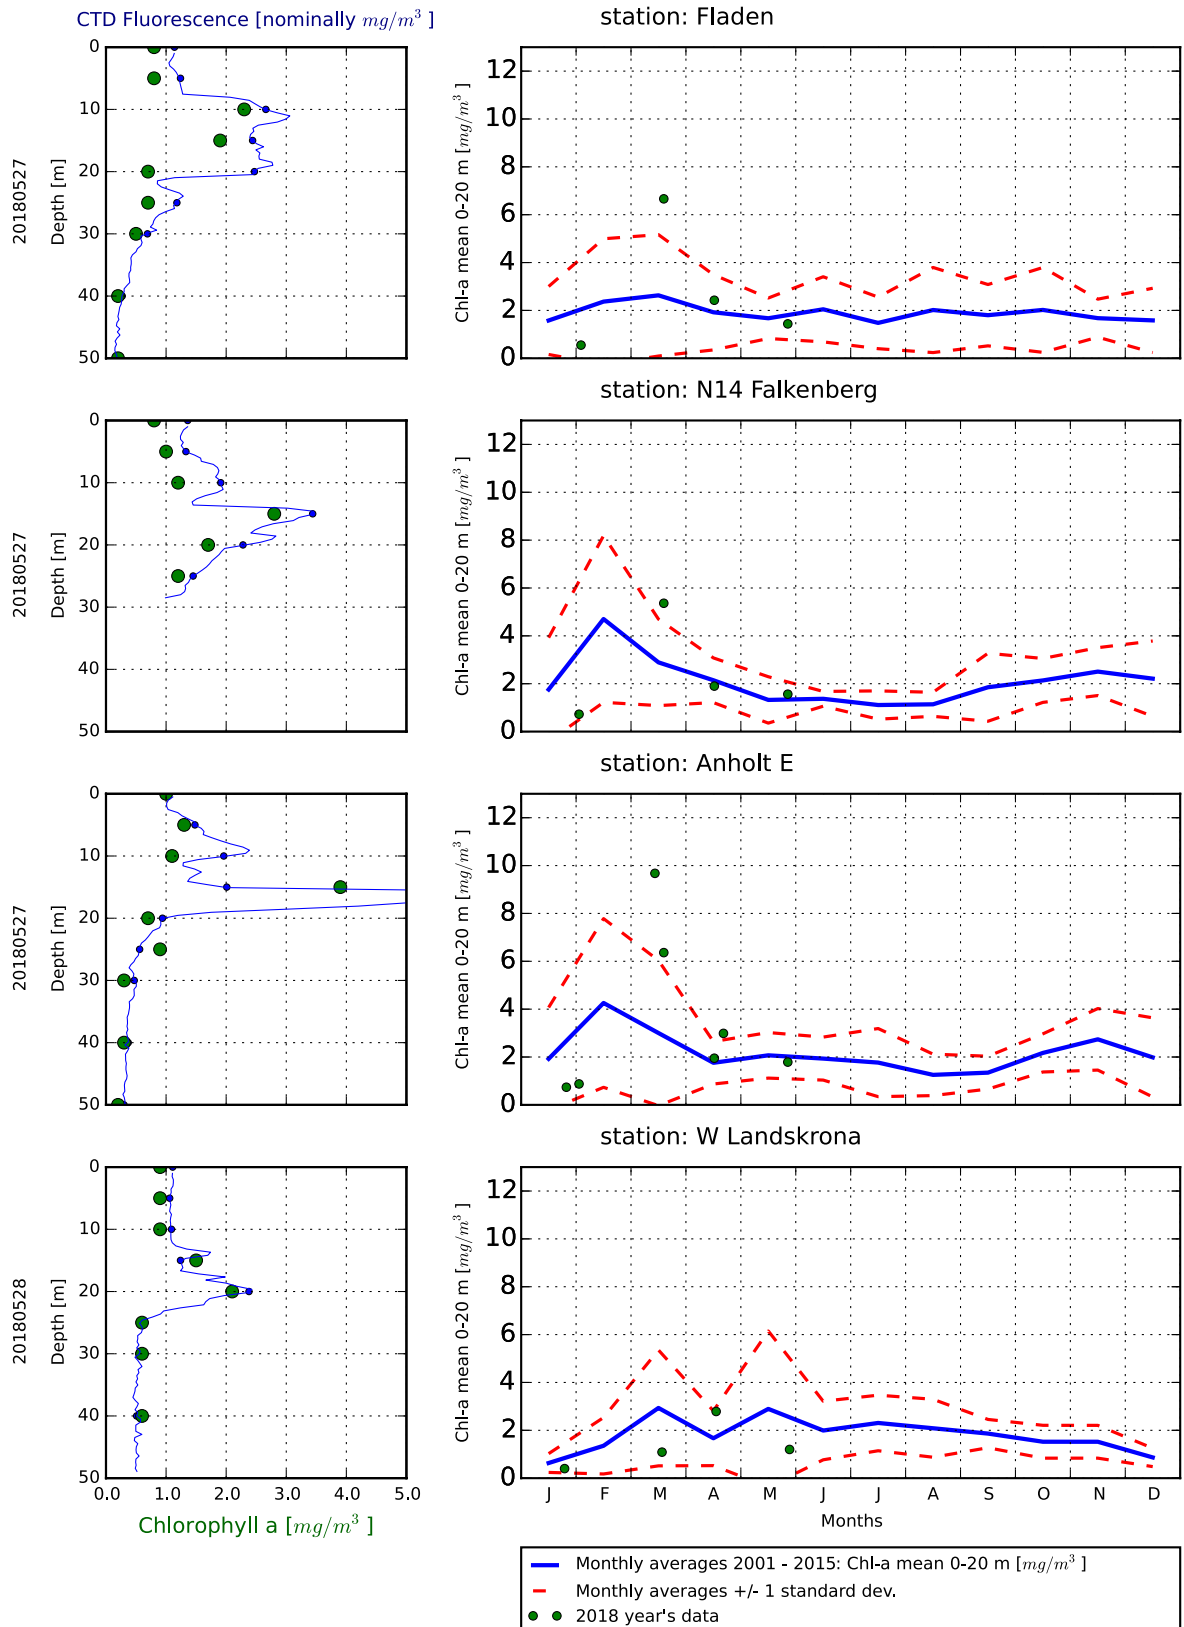 CTD Fluorescence [nominally mg/m³ ]
station: Fladen
20180527
Depth [m]
0
10
20
30
40
50
Chl-a mean 0-20 m [mg/m³ ]
12
10
8
6
4
2
0
station: N14 Falkenberg
20180527
Depth [m]
0
10
20
30
40
50
Chl-a mean 0-20 m [mg/m³ ]
12
10
8
6
4
2
0
station: Anholt E
20180527
Depth [m]
0
10
20
30
40
50
Chl-a mean 0-20 m [mg/m³ ]
12
10
8
6
4
2
0
station: W Landskrona
20180528
Depth [m]
0
10
20
30
40
50
0.0 1.0 2.0 3.0 4.0 5.0
Chlorophyll a [mg/m³ ]
Chl-a mean 0-20 m [mg/m³ ]
12
10
8
6
4
2
0
J F M A M J J A S O N D
Months
Monthly averages 2001 - 2015: Chl-a mean 0-20 m [mg/m³ ]
Monthly averages +/- 1 standard dev.
2018 year's data